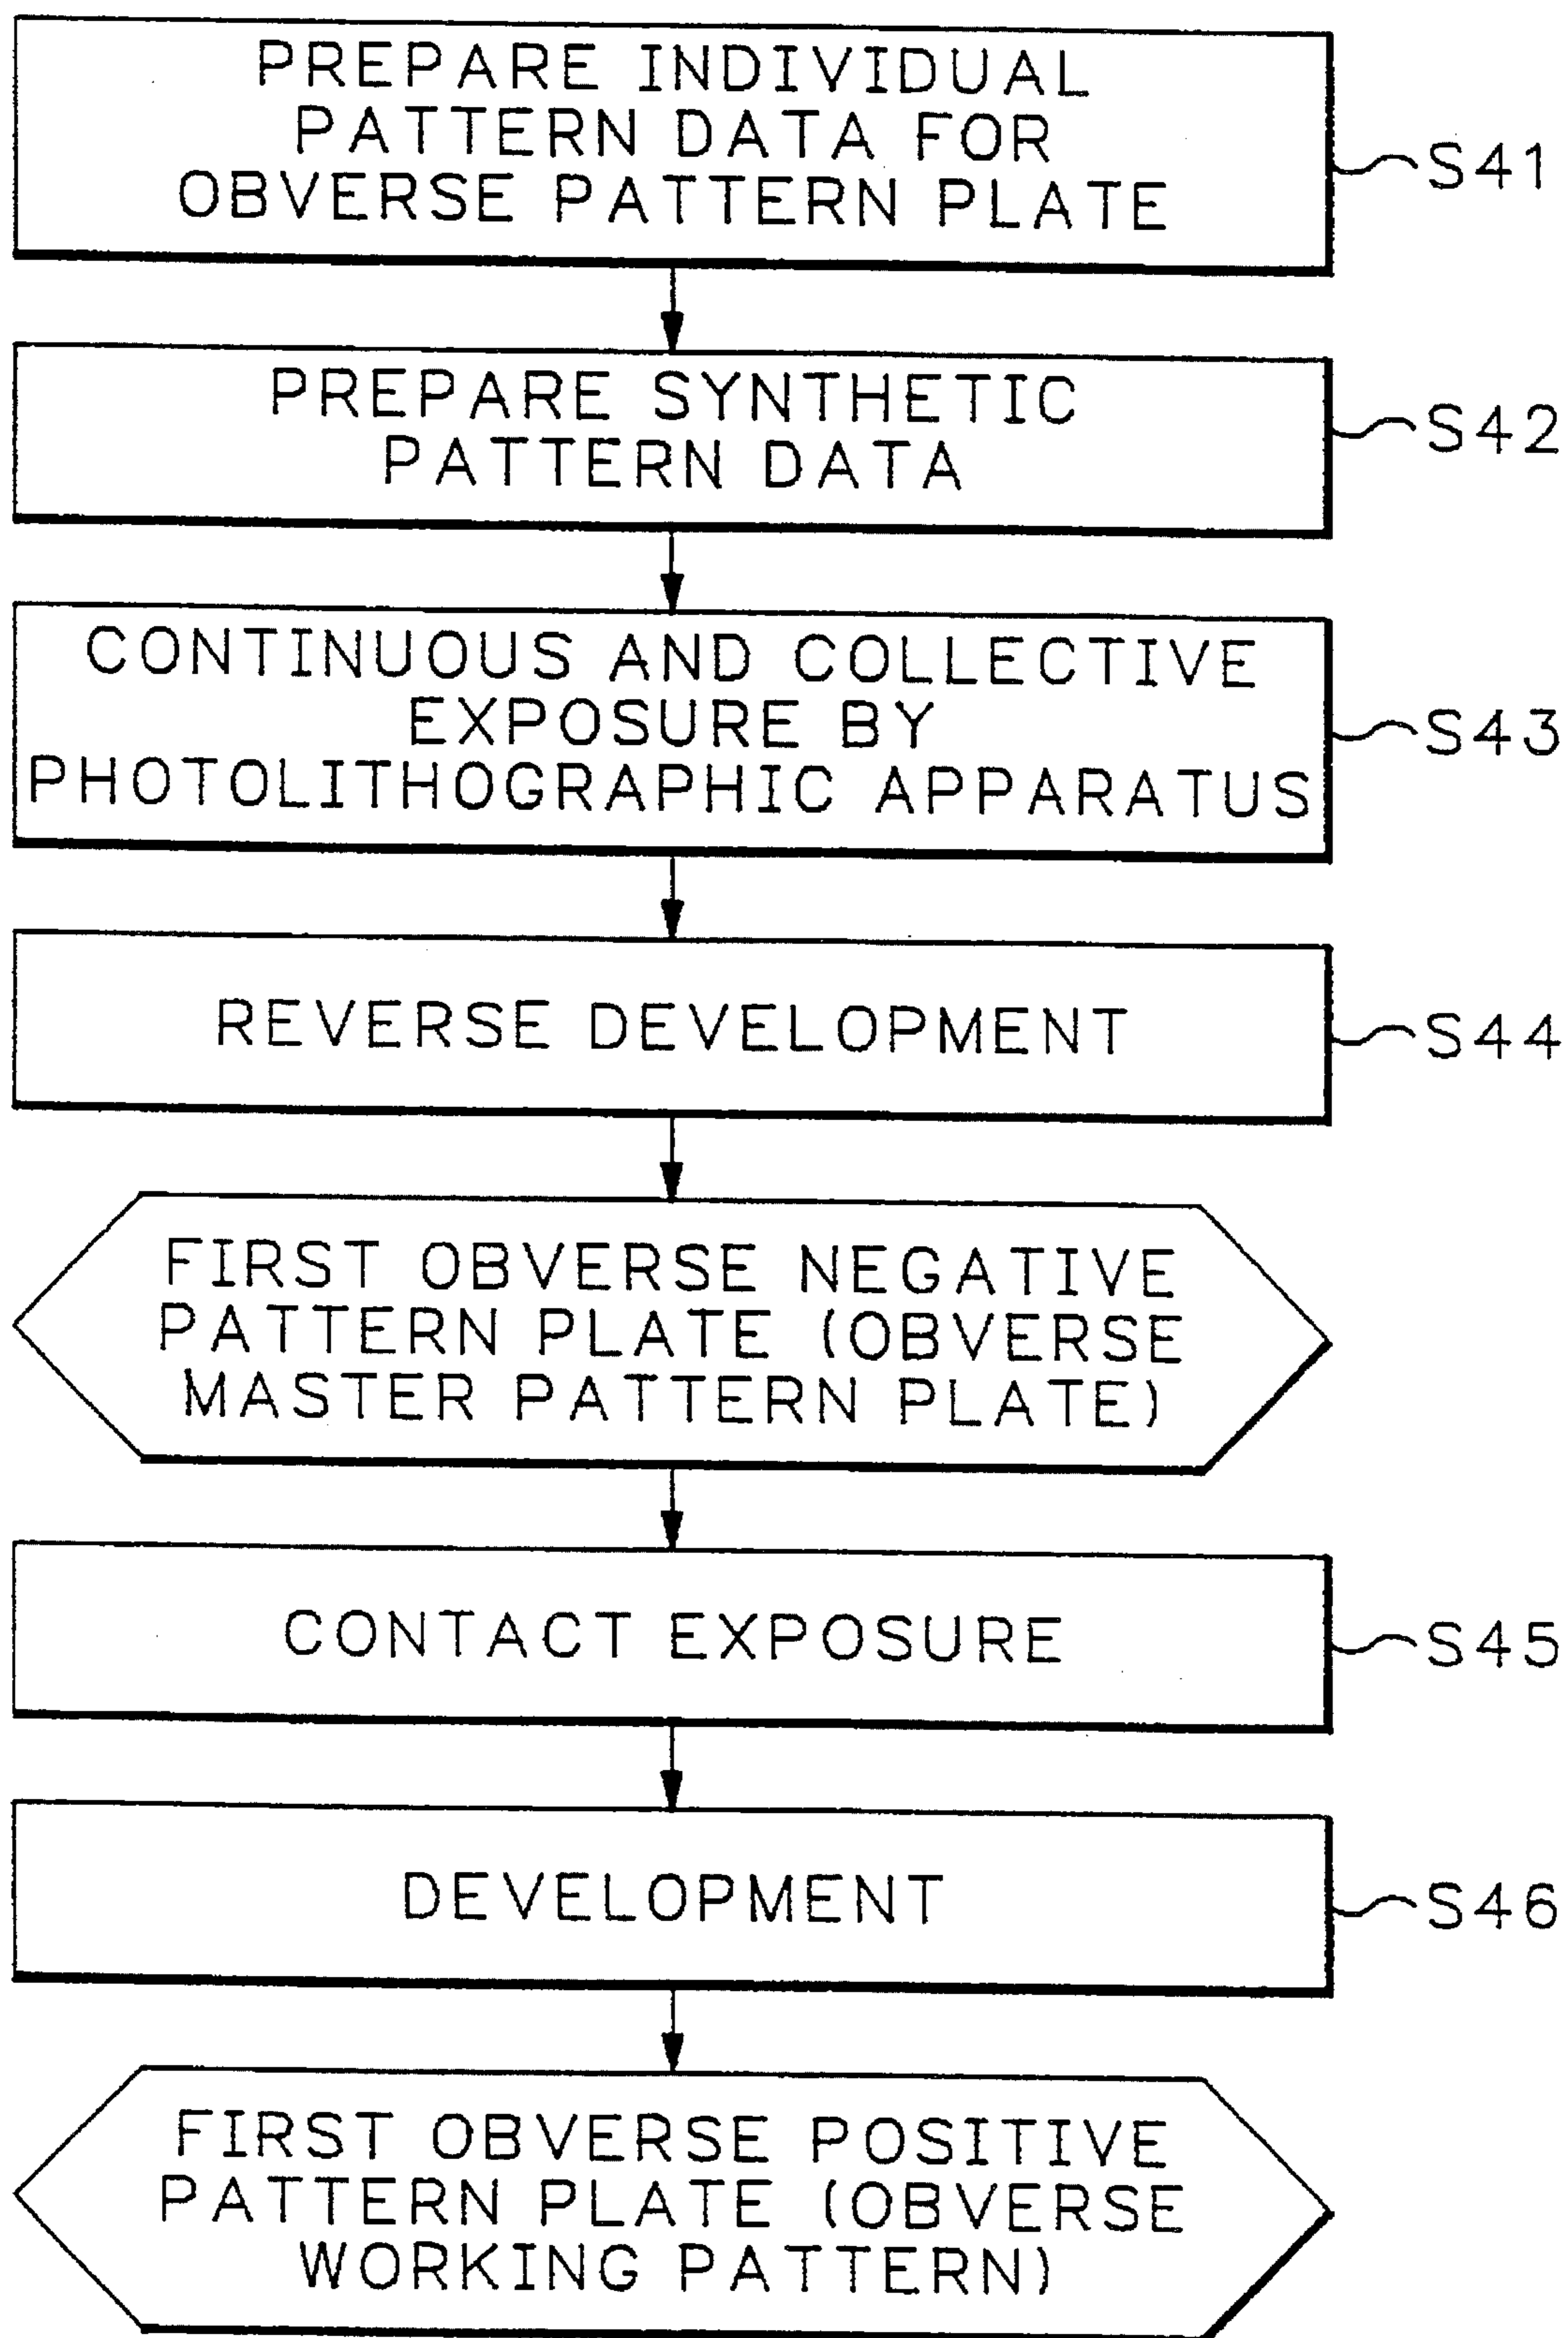 PREPARE INDIVIDUAL
PATTERN DATA FOR
OBVERSE PATTERN PLATE
S41
PREPARE SYNTHETIC
PATTERN DATA
S42
CONTINUOUS AND COLLECTIVE
EXPOSURE BY
PHOTOLITHOGRAPHIC APPARATUS
S43
REVERSE DEVELOPMENT
S44
FIRST OBVERSE NEGATIVE
PATTERN PLATE (OBVERSE
MASTER PATTERN PLATE)
CONTACT EXPOSURE
S45
DEVELOPMENT
S46
FIRST OBVERSE POSITIVE
PATTERN PLATE (OBVERSE
WORKING PATTERN)